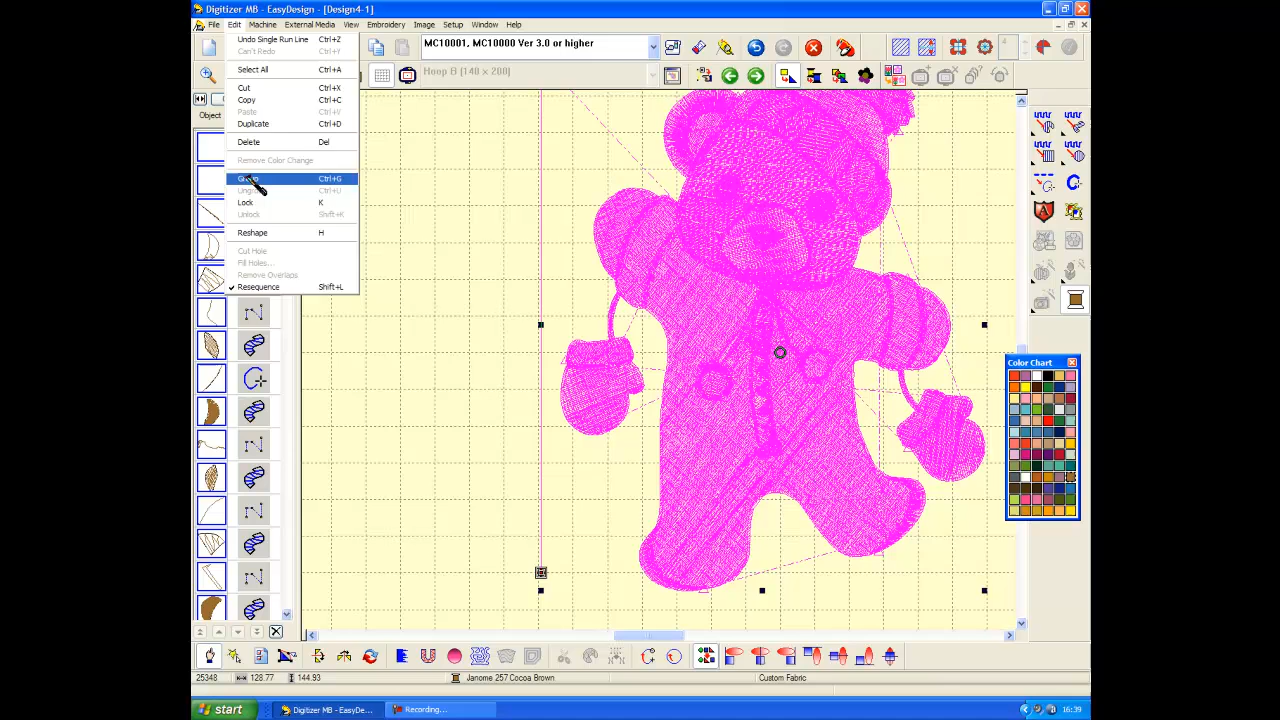 Digitizer MB - EasyDesign - [Design4-1]
File Edit Machine External Media View Embroidery Image Setup Window Help
Undo Single Run Line Ctrl+Z
Can't Redo Ctrl+Y
Select All Ctrl+A
Cut Ctrl+X
Copy Ctrl+C
Paste Ctrl+V
Duplicate Ctrl+D
Delete Del
Remove Color Change
Ctrl+G
Ctrl+U
Lock K
Unlock Shift+K
Reshape H
Cut Hole
Fill Holes...
Remove Overlaps
Resequence Shift+L
MC10001, MC10000 Ver 3.0 or higher
Hoop B (140 × 200)
Object
Color Chart
25348 128.77 144.93 Janome 257 Cocoa Brown Custom Fabric
start Digitizer MB - EasyDe... Recording... 16:39